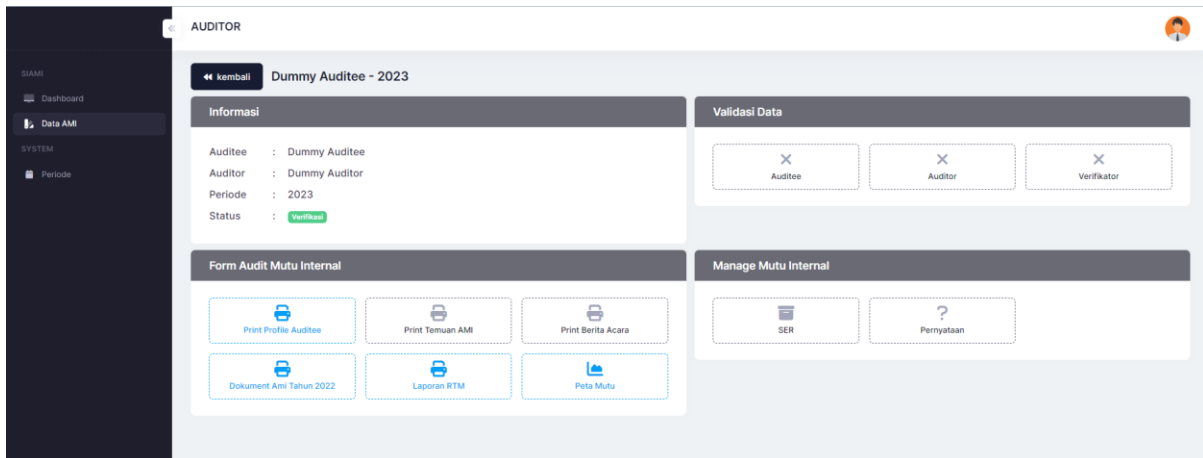 AUDITOR
SIAMI
Dashboard
Data AMI
SYSTEM
Periode
kembali
Dummy Auditee - 2023
Informasi
Auditee : Dummy Auditee
Auditor : Dummy Auditor
Periode : 2023
Status : Verifikasi
Validasi Data
Auditee
Auditor
Verifikator
Form Audit Mutu Internal
Print Profile Auditee
Print Temuan AMI
Print Berita Acara
Dokument Ami Tahun 2022
Laporan RTM
Peta Mutu
Manage Mutu Internal
SER
Pernyataan